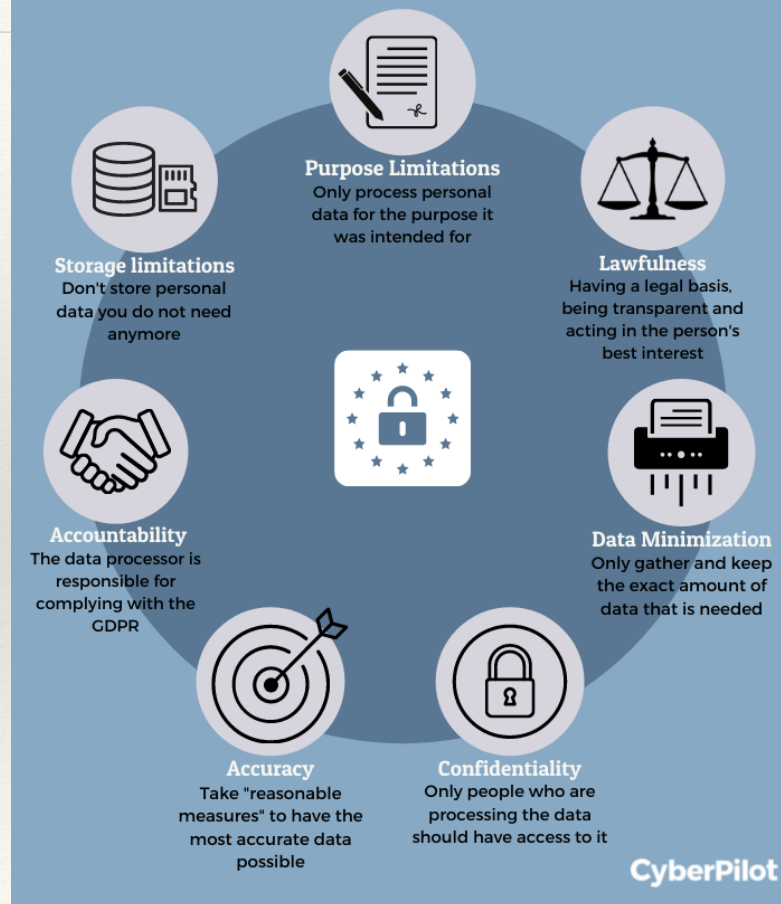 Purpose Limitations
Only process personal
data for the purpose it
was intended for
Lawfulness
Having a legal basis,
being transparent and
acting in the person's
best interest
Data Minimization
Only gather and keep
the exact amount of
data that is needed
Confidentiality
Only people who are
processing the data
should have access to it
Accuracy
Take "reasonable
measures" to have the
most accurate data
possible
Accountability
The data processor is
responsible for
complying with the
GDPR
Storage limitations
Don't store personal
data you do not need
anymore
CyberPilot